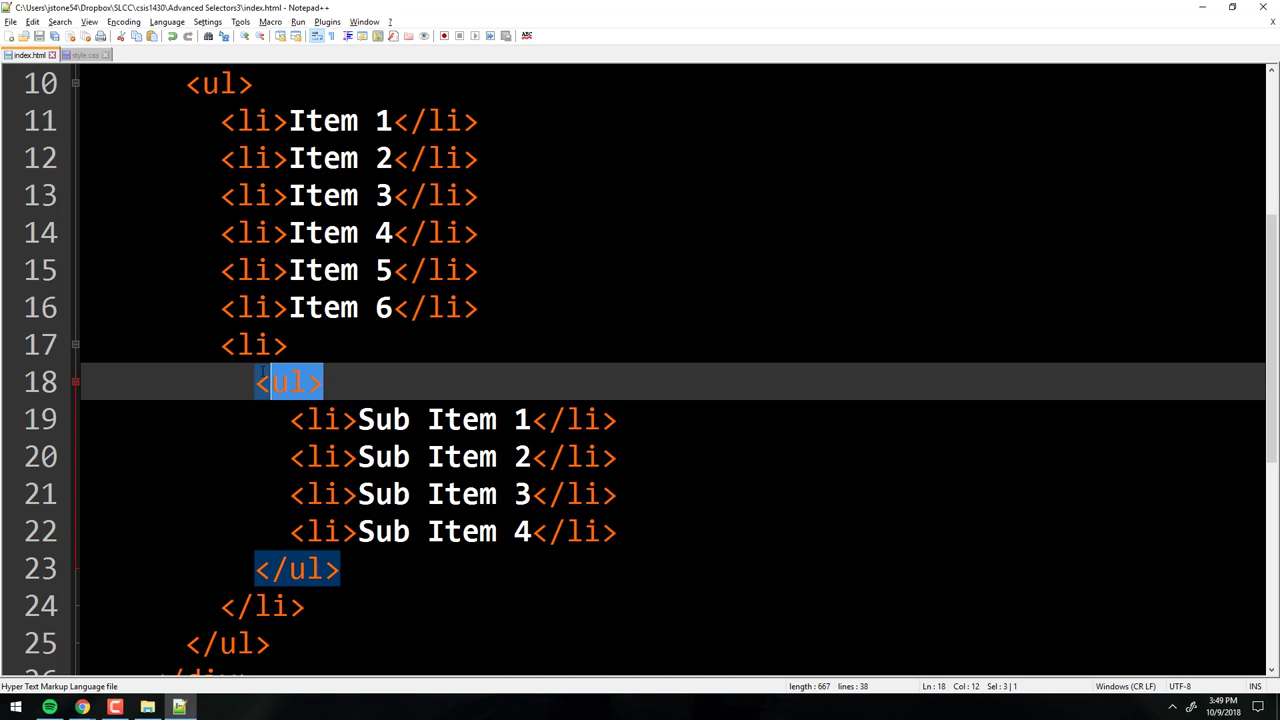 C:\Users\jstone54\Dropbox\SLCC\csis1430\Advanced Selectors3\index.html - Notepad++
File Edit Search View Encoding Language Settings Tools Macro Run Plugins Window ?
index.html style.css
10 <ul>
11 <li>Item 1</li>
12 <li>Item 2</li>
13 <li>Item 3</li>
14 <li>Item 4</li>
15 <li>Item 5</li>
16 <li>Item 6</li>
17 <li>
18 <ul>
19 <li>Sub Item 1</li>
20 <li>Sub Item 2</li>
21 <li>Sub Item 3</li>
22 <li>Sub Item 4</li>
23 </ul>
24 </li>
25 </ul>
26 </div>
Hyper Text Markup Language file length : 667 lines : 38 Ln : 18 Col : 12 Sel : 3 | 1 Windows (CR LF) UTF-8 INS
3:49 PM
10/9/2018